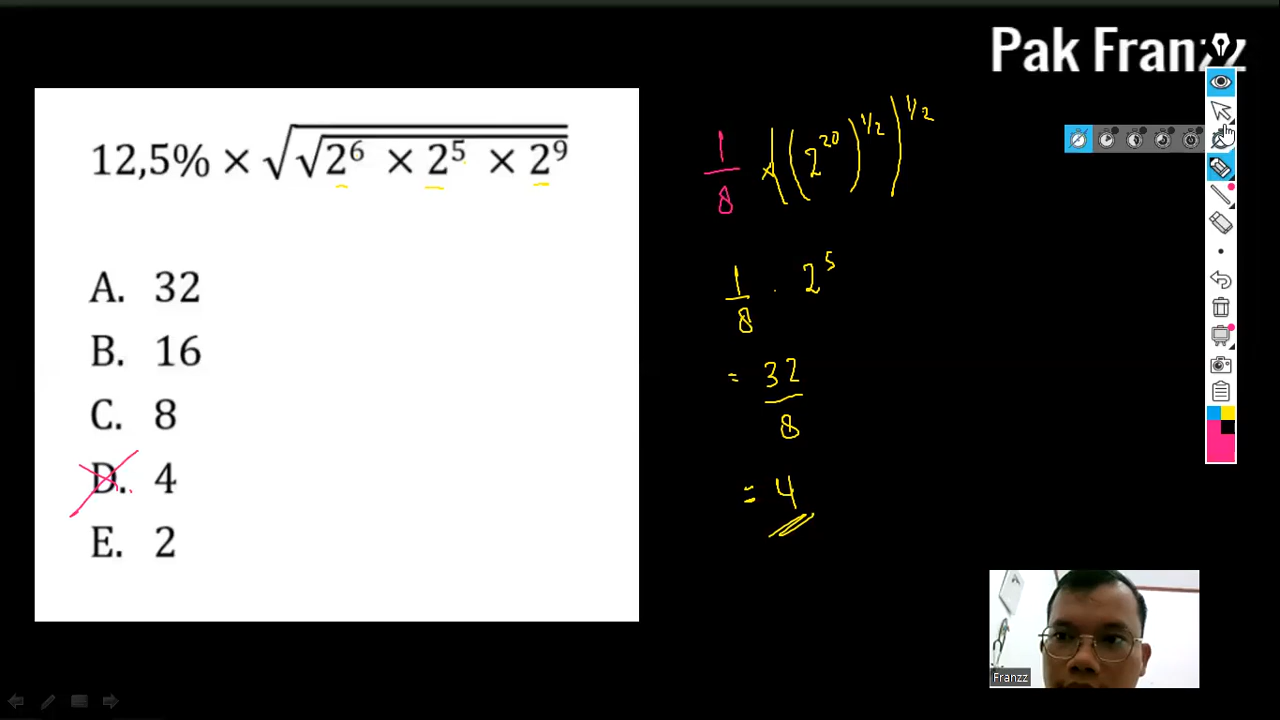 Pak Franzz
12,5% × √√2⁶ × 2⁵ × 2⁹
A. 32
B. 16
C. 8
D. 4
E. 2
1/8 × ((2²⁰)^1/2)^1/2
1/8 · 2⁵
= 32/8
= 4
Franzz